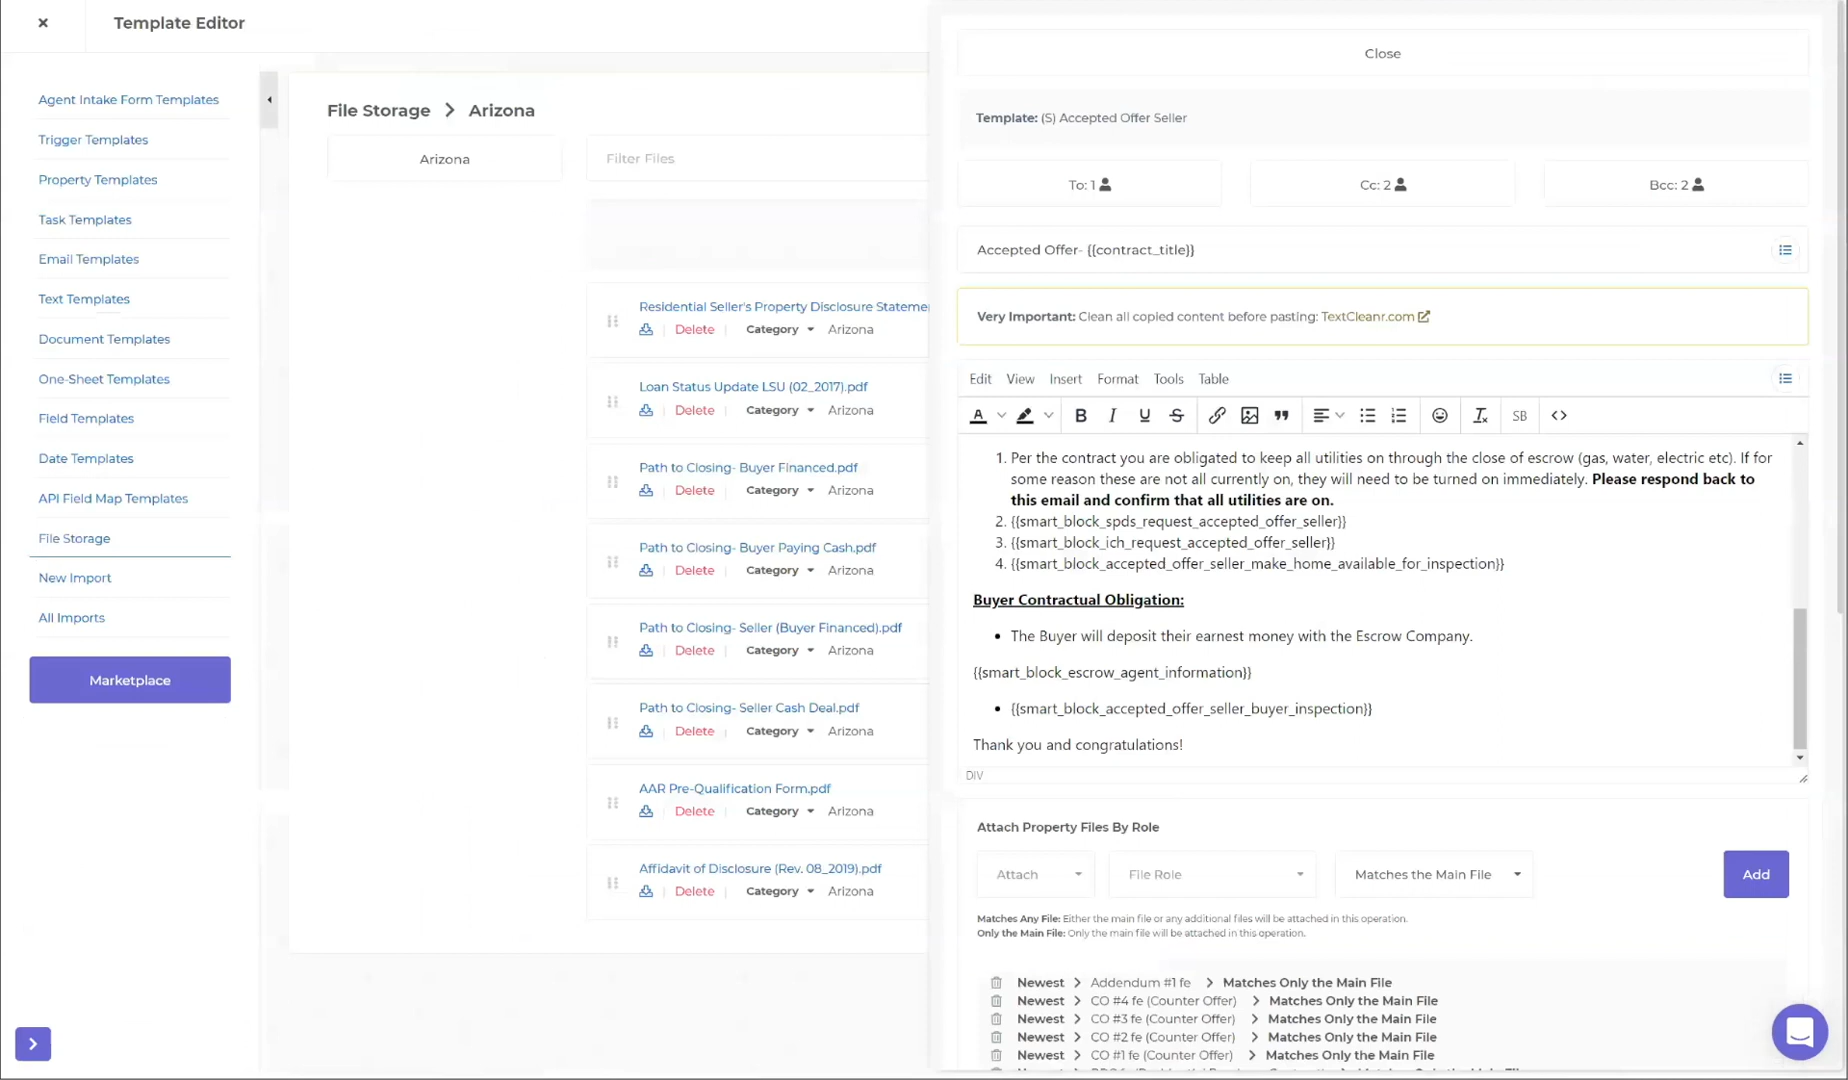 Template Editor
Agent Intake Form Templates
Trigger Templates
Property Templates
Task Templates
Email Templates
Text Templates
Document Templates
One-Sheet Templates
Field Templates
Date Templates
API Field Map Templates
File Storage
New Import
All Imports
Marketplace
File Storage Arizona
Arizona
Filter Files
Residential Seller's Property Disclosure
Delete Category Arizona
Loan Status Update LSU (02_2017).pdf
Delete Category Arizona
Path to Closing- Buyer Financed.pdf
Delete Category Arizona
Path to Closing- Buyer Paying Cash.pdf
Delete Category Arizona
Path to Closing- Seller (Buyer Financed).pdf
Delete Category Arizona
Path to Closing- Seller Cash Deal.pdf
Delete Category Arizona
AAR Pre-Qualification Form.pdf
Delete Category Arizona
Affidavit of Disclosure (Rev. 08_2019).pdf
Delete Category Arizona
Close
Template: (S) Accepted Offer Seller
To: 1
Cc: 2
Bcc: 2
Accepted Offer- {{contract_title}}
Very Important: Clean all copied content before pasting: TextCleanr.com
Edit View Insert Format Tools Table
A B I U S SB
1. Per the contract you are obligated to keep all utilities on through the close of escrow (gas, water, electric etc). If for
some reason these are not all currently on, they will need to be turned on immediately. Please respond back to
this email and confirm that all utilities are on.
2. {{smart_block_spds_request_accepted_offer_seller}}
3. {{smart_block_ich_request_accepted_offer_seller}}
4. {{smart_block_accepted_offer_seller_make_home_available_for_inspection}}
Buyer Contractual Obligation:
• The Buyer will deposit their earnest money with the Escrow Company.
{{smart_block_escrow_agent_information}}
• {{smart_block_accepted_offer_seller_buyer_inspection}}
Thank you and congratulations!
DIV
Attach Property Files By Role
Attach
File Role
Matches the Main File
Add
Matches Any File: Either the main file or any additional files will be attached in this operation.
Only the Main File: Only the main file will be attached in this operation.
Newest Addendum #1 fe Matches Only the Main File
Newest CO #4 fe (Counter Offer) Matches Only the Main File
Newest CO #3 fe (Counter Offer) Matches Only the Main File
Newest CO #2 fe (Counter Offer) Matches Only the Main File
Newest CO #1 fe (Counter Offer) Matches Only the Main File